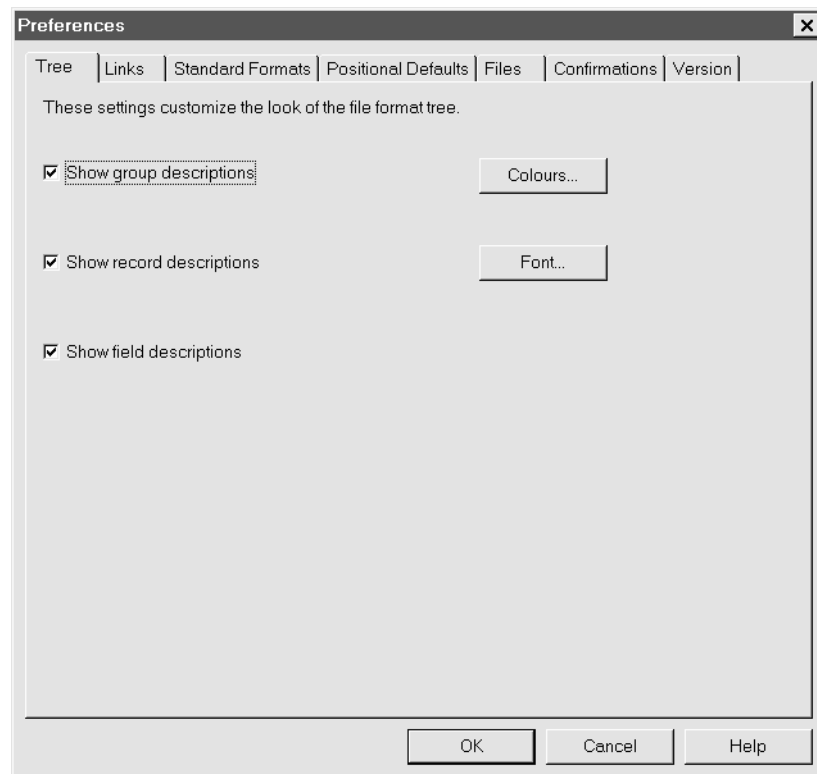 Preferences
Tree Links Standard Formats Positional Defaults Files Confirmations Version
These settings customize the look of the file format tree.
Show group descriptions Colours...
Show record descriptions Font...
Show field descriptions
OK Cancel Help